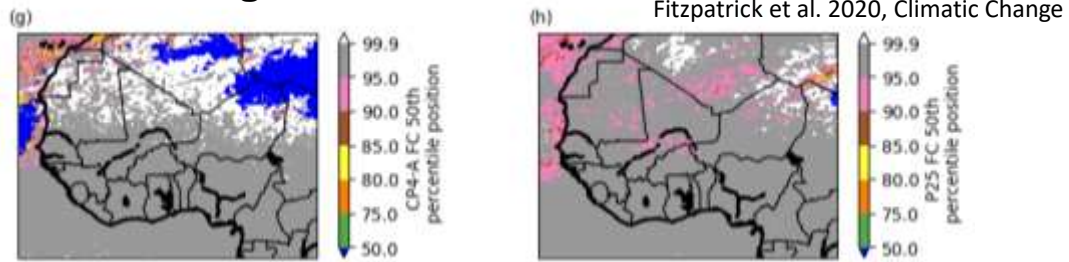 Fitzpatrick et al. 2020, Climatic Change
(g)
99.9
95.0
90.0
85.0
80.0
75.0
50.0
CP4-A FC 50th
percentile position
(h)
99.9
95.0
90.0
85.0
80.0
75.0
50.0
P25 FC 50th
percentile position